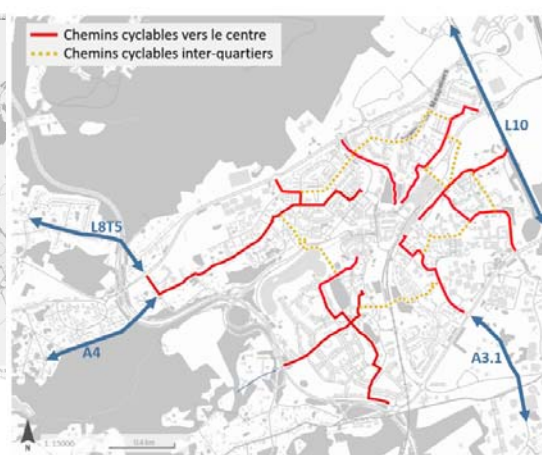 Chemins cyclables vers le centre
Chemins cyclables inter-quartiers
L10
L8T5
A4
A3.1
N
1: 15000
0.4 km